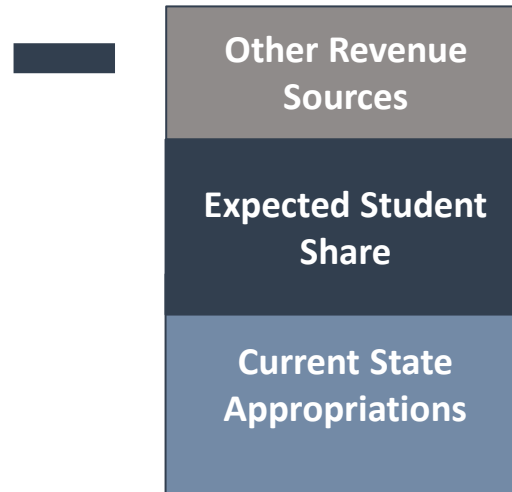 Other Revenue
Sources
Expected Student
Share
Current State
Appropriations